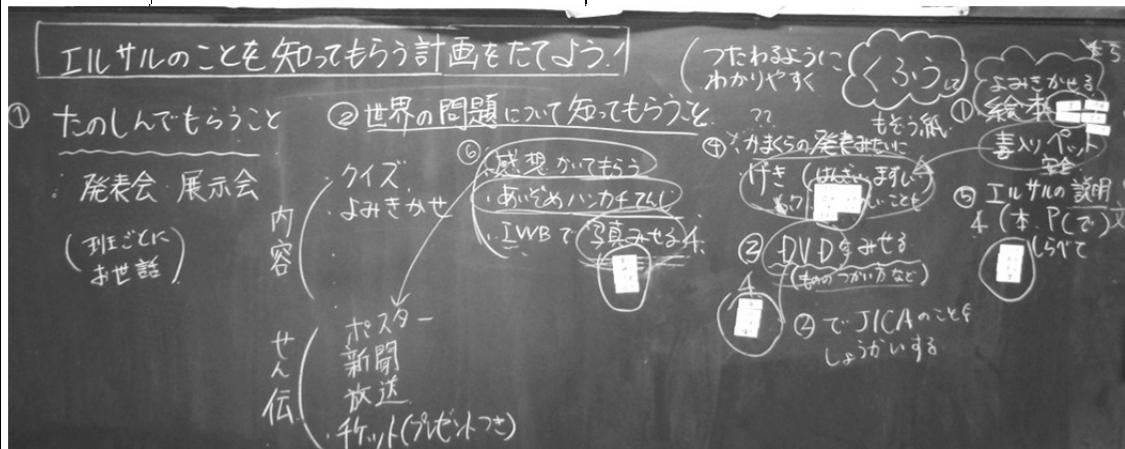 エルサルのことを知ってもらう計画をたてよう!
① たのしんでもらうこと
・発表会 展示会
(班ごとに
お世話)
② 世界の問題について知ってもらうこと
内容
・クイズ
・よみきかせ
せん伝
・ポスター
・新聞
・放送
・チケット(プレゼントつき)
⑥
・感想かいてもらう
・あいぞめハンカチてんじ
・IWBで写真みせる 4
(つたわるように
わかりやすく
くふうして
もぞう紙
??
④ かまくらの発表みたいに
③ DVDをみせる
(もののつかい方など)
4
② でJICAのことを
しょうかいする
よみきかせる
① 絵本
毒入りペット
⑤ エルサルの説明
4 (本、PCで)
しらべて